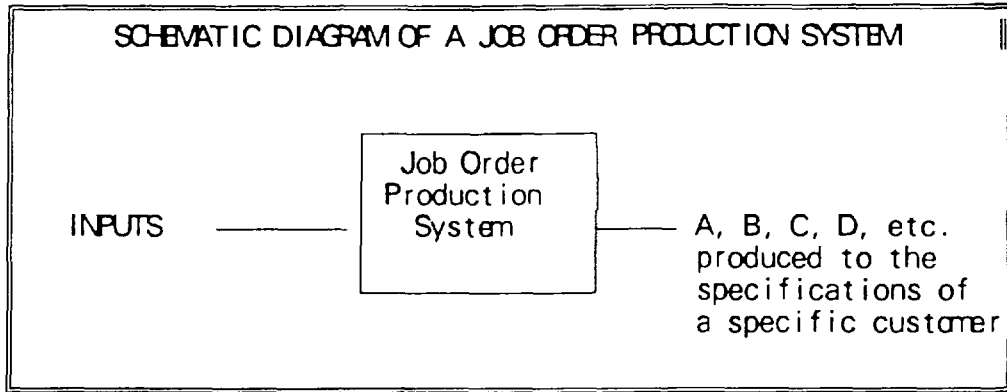 SCHEMATIC DIAGRAM OF A JOB ORDER PRODUCTION SYSTEM
Job Order
Production
System
INPUTS
A, B, C, D, etc.
produced to the
specifications of
a specific customer